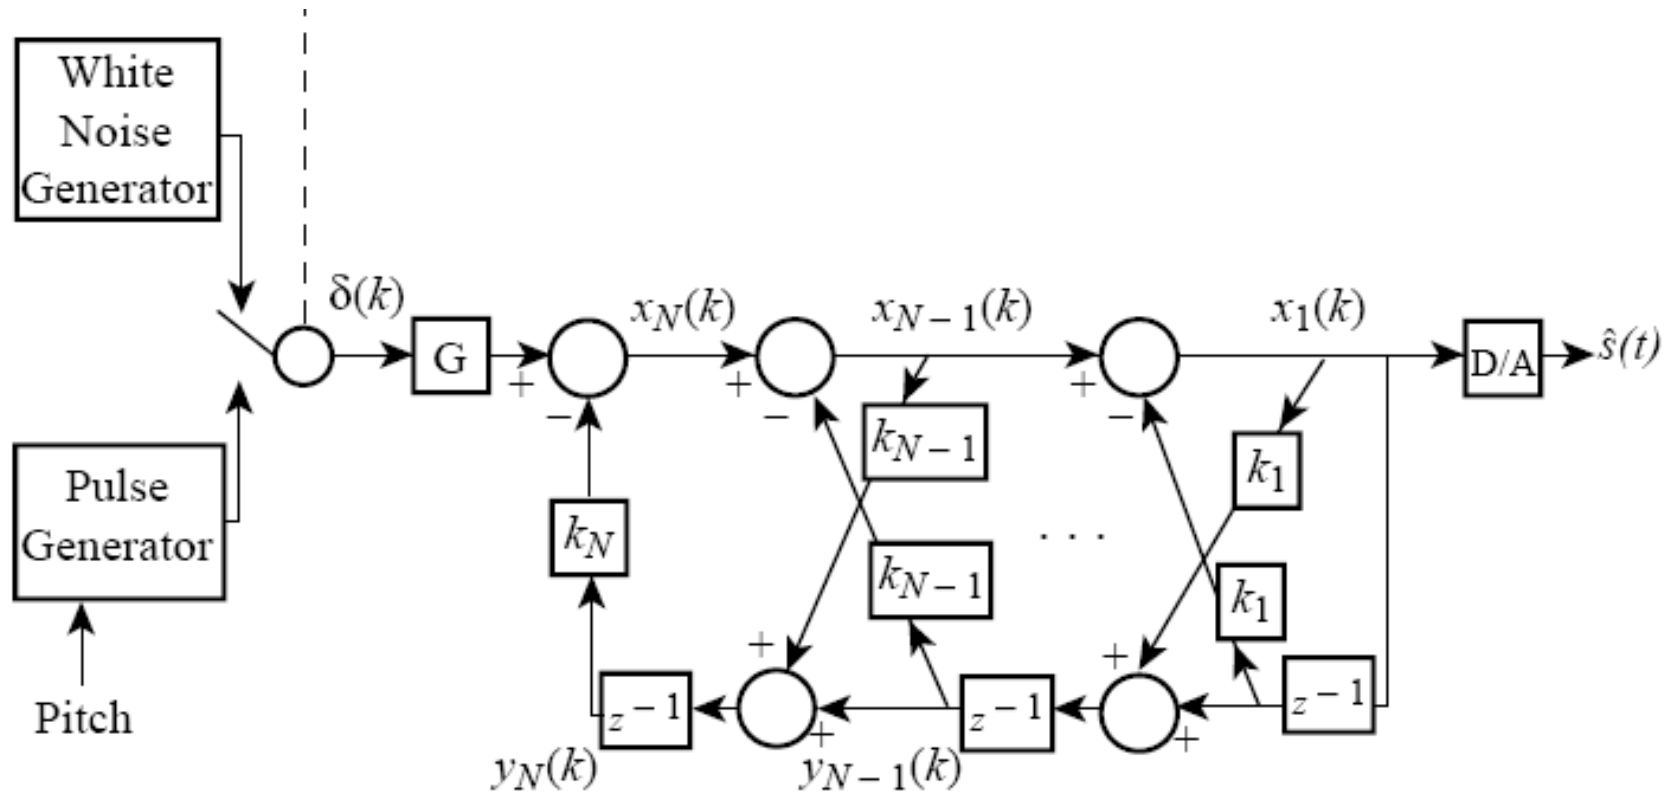 White
Noise
Generator
δ(k)
G
x_N(k)
x_{N-1}(k)
x_1(k)
D/A
ŝ(t)
+
−
+
−
+
−
k_{N-1}
k_1
Pulse
Generator
k_N
k_{N-1}
. . .
k_1
+
+
z^{-1}
z^{-1}
z^{-1}
+
+
Pitch
y_N(k)
y_{N-1}(k)